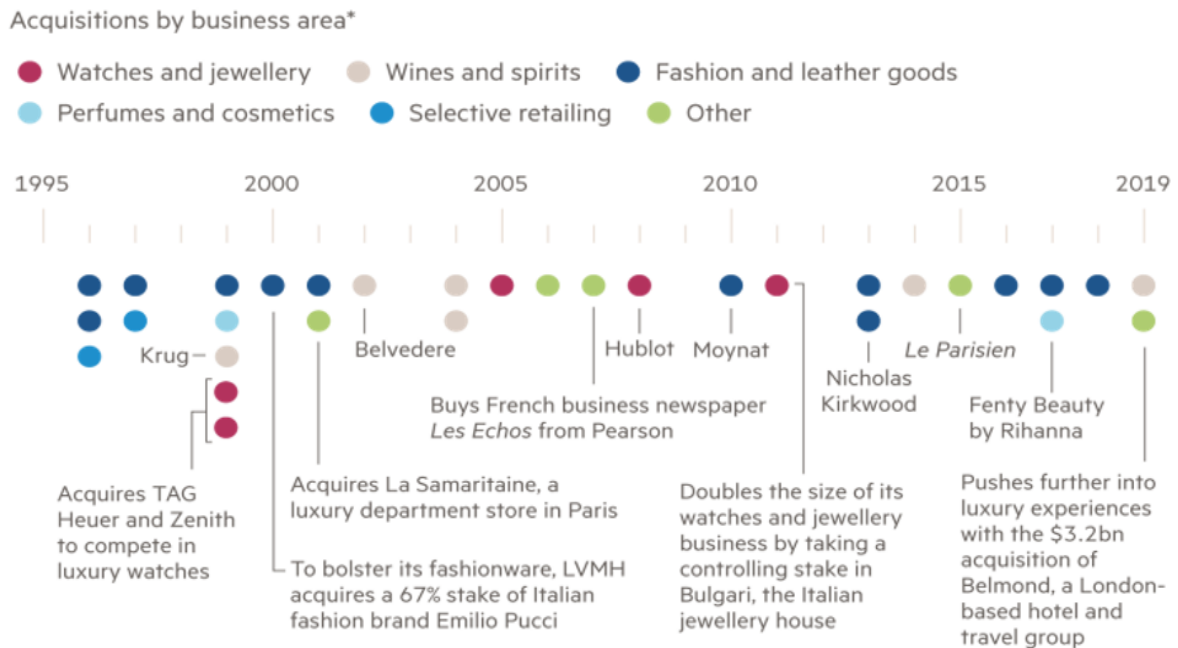 Acquisitions by business area*
Watches and jewellery
Wines and spirits
Fashion and leather goods
Perfumes and cosmetics
Selective retailing
Other
1995
2000
2005
2010
2015
2019
Krug
Belvedere
Hublot
Moynat
Le Parisien
Nicholas
Kirkwood
Buys French business newspaper
Les Echos from Pearson
Fenty Beauty
by Rihanna
Acquires TAG
Heuer and Zenith
to compete in
luxury watches
Acquires La Samaritaine, a
luxury department store in Paris
To bolster its fashionware, LVMH
acquires a 67% stake of Italian
fashion brand Emilio Pucci
Doubles the size of its
watches and jewellery
business by taking a
controlling stake in
Bulgari, the Italian
jewellery house
Pushes further into
luxury experiences
with the $3.2bn
acquisition of
Belmond, a London-
based hotel and
travel group